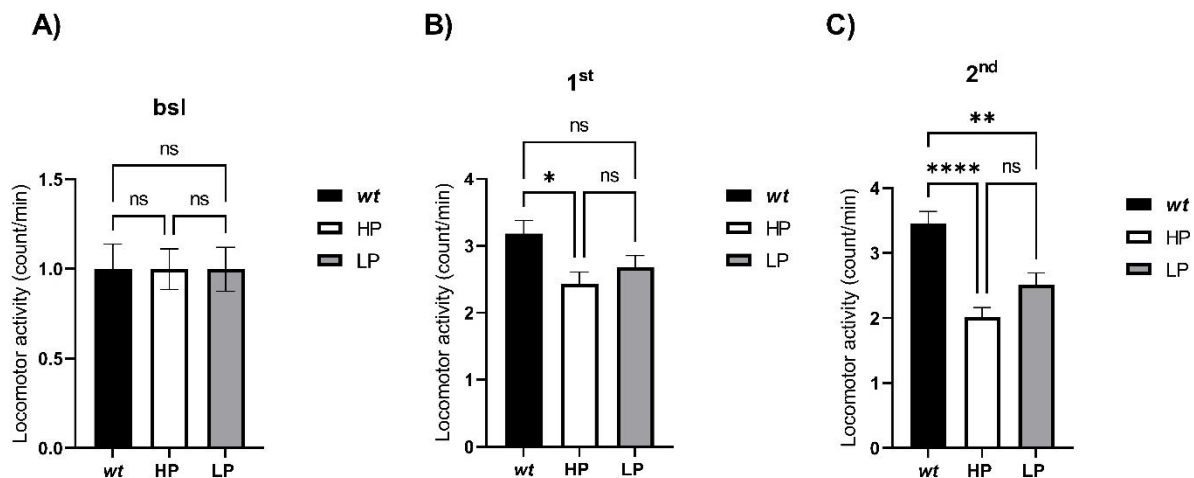 A)
bsl
ns
ns
ns
Locomotor activity (count/min)
1.5
1.0
0.5
0.0
wt
HP
LP
wt
HP
LP
B)
1st
ns
*
ns
Locomotor activity (count/min)
4
3
2
1
0
wt
HP
LP
wt
HP
LP
C)
2nd
**
****
ns
Locomotor activity (count/min)
4
3
2
1
0
wt
HP
LP
wt
HP
LP